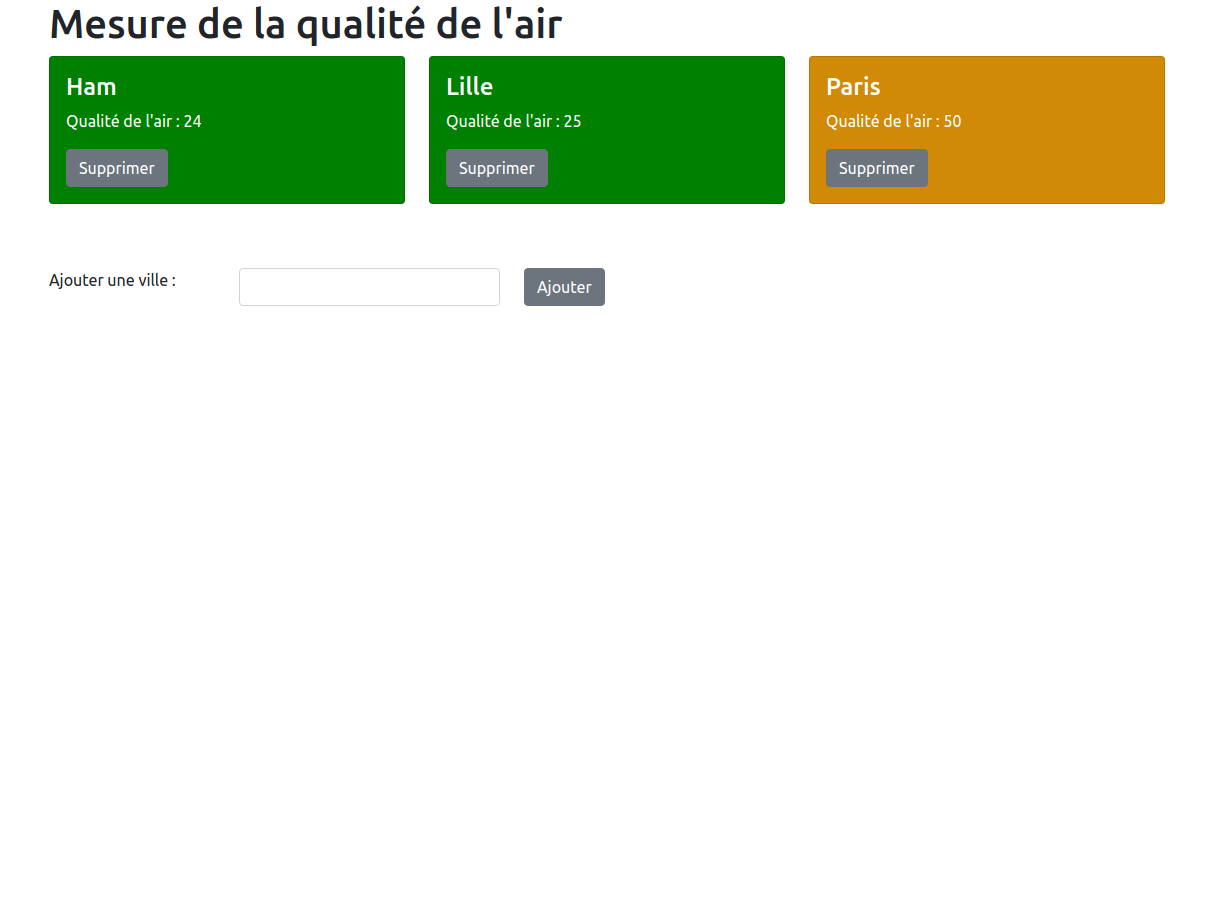 Mesure de la qualité de l'air
Ham
Qualité de l'air : 24
Supprimer
Lille
Qualité de l'air : 25
Supprimer
Paris
Qualité de l'air : 50
Supprimer
Ajouter une ville :
Ajouter